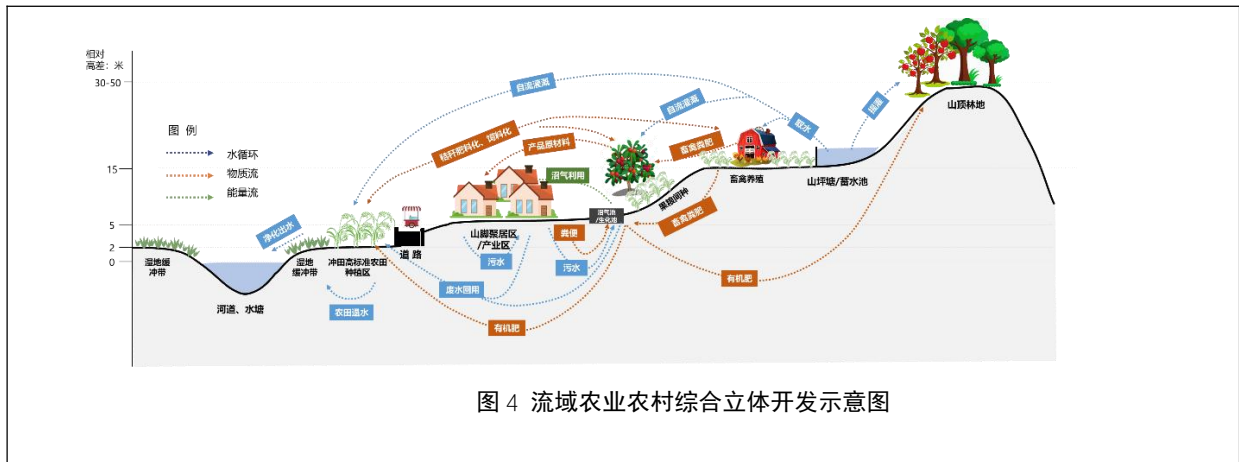 相对
高差：米
30-50
15
5
2
0
图 例
水循环
物质流
能量流
自流灌溉
自流灌溉
取水
提灌
山顶林地
秸秆肥料化、饲料化
产品原材料
畜禽粪肥
沼气利用
畜禽养殖
山坪塘/蓄水池
果粮间种
沼气池
/生化池
畜禽粪肥
净化出水
湿地缓
冲带
湿地
缓冲带
冲田高标准农田
种植区
道 路
山脚聚居区
/产业区
粪便
污水
污水
河道、水塘
农田退水
废水回用
有机肥
有机肥
图 4 流域农业农村综合立体开发示意图